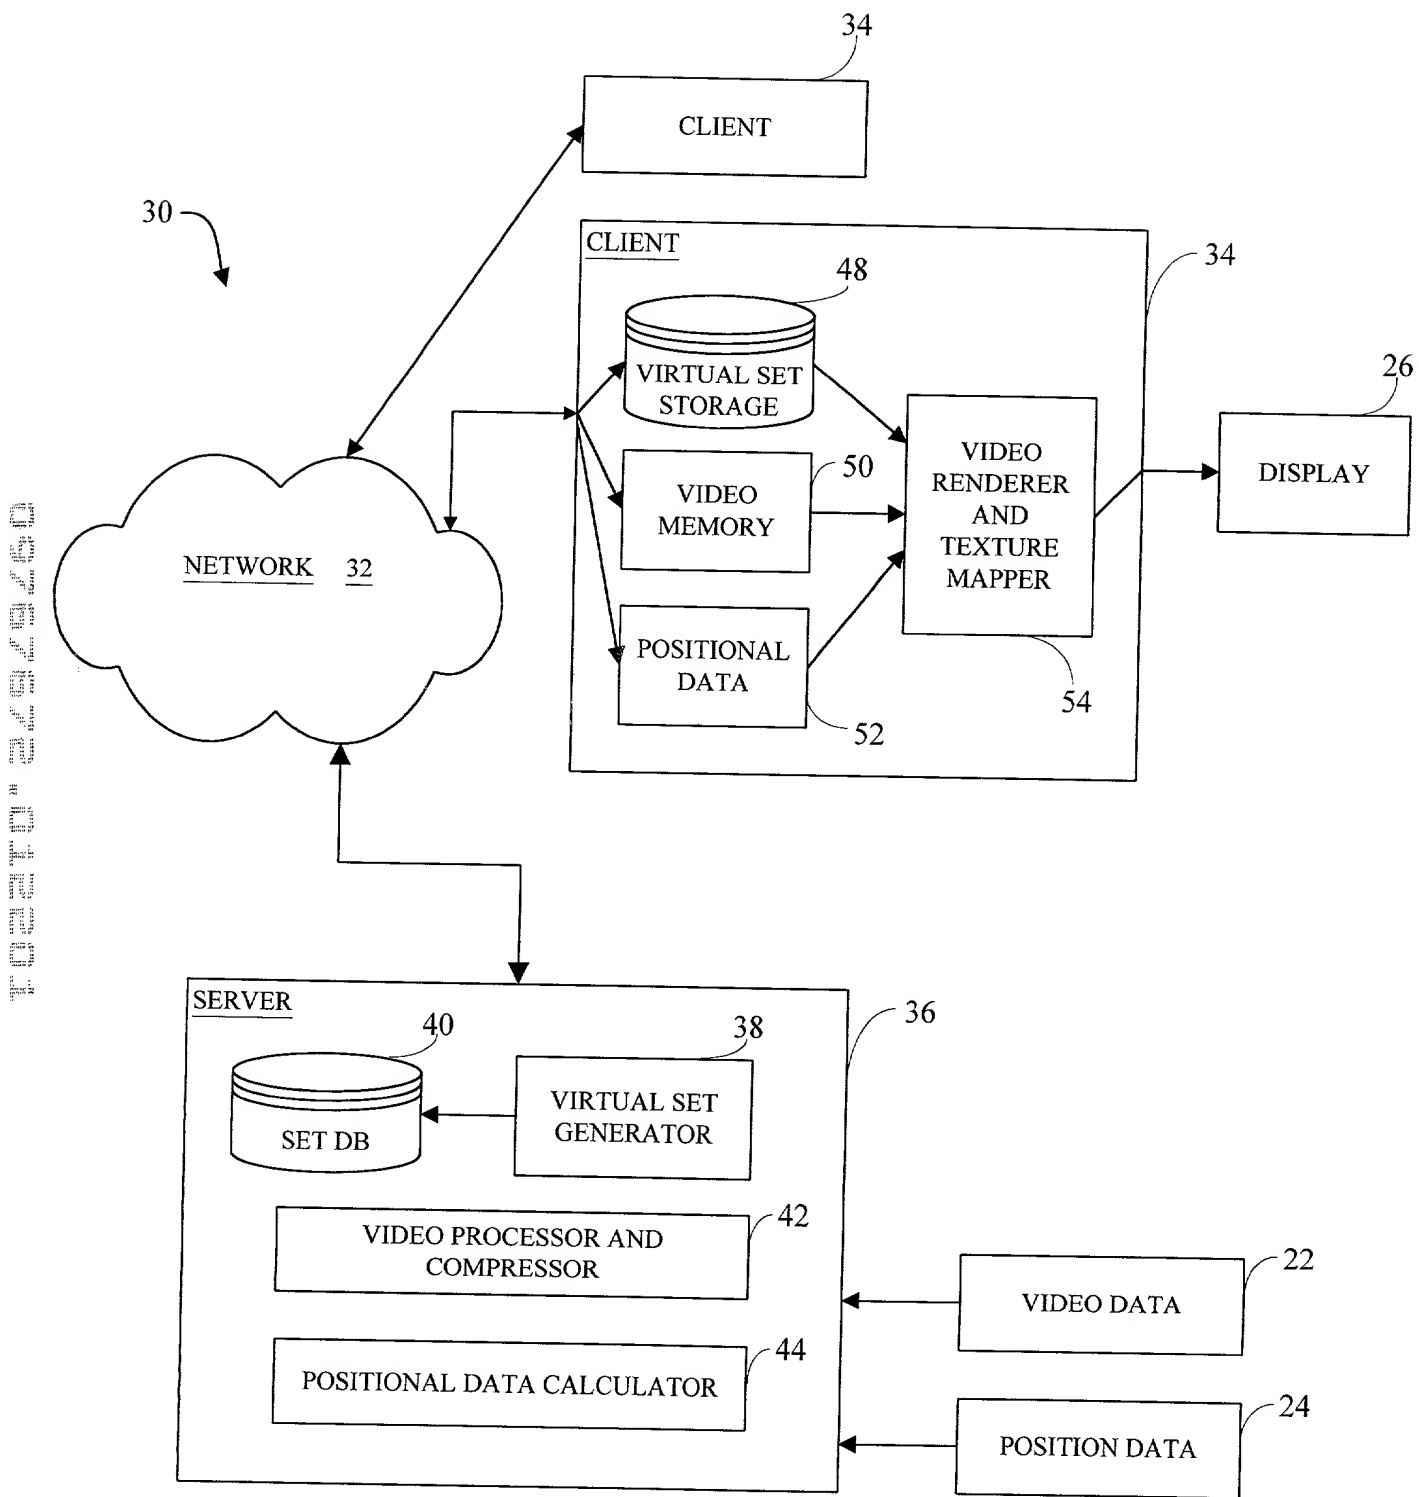 34
CLIENT
30
CLIENT
34
48
VIRTUAL SET
STORAGE
26
VIDEO
RENDERER
AND
TEXTURE
MAPPER
DISPLAY
50
VIDEO
MEMORY
NETWORK 32
POSITIONAL
DATA
54
52
SERVER
36
40
38
SET DB
VIRTUAL SET
GENERATOR
42
VIDEO PROCESSOR AND
COMPRESSOR
22
VIDEO DATA
44
POSITIONAL DATA CALCULATOR
24
POSITION DATA